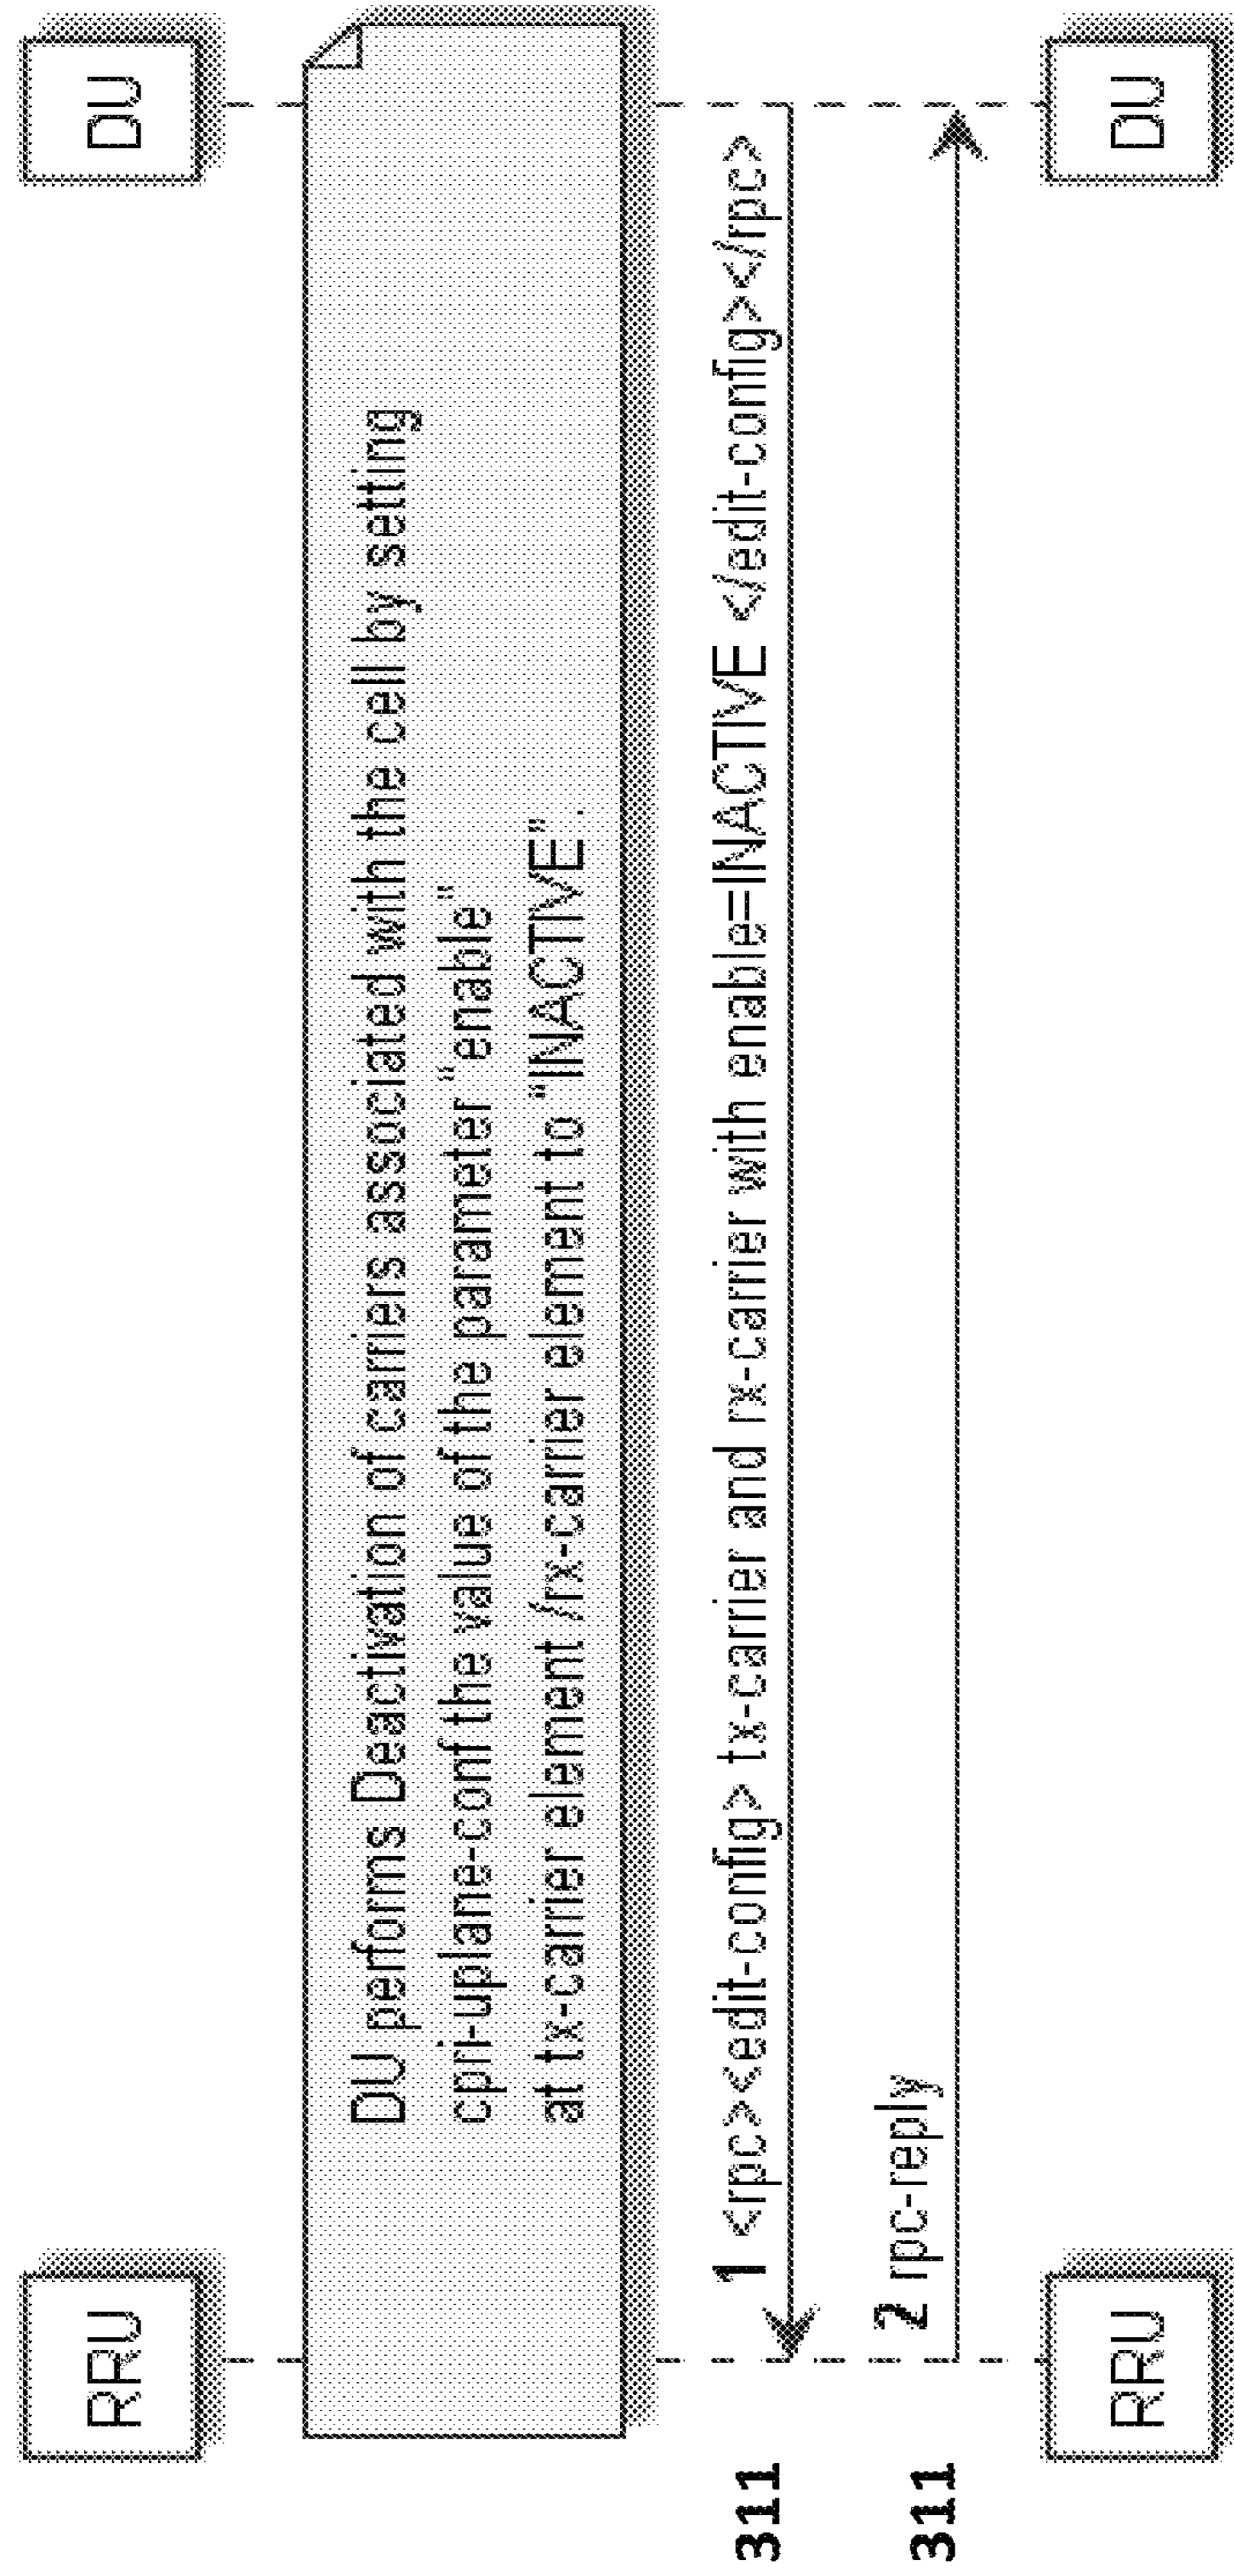 RRU
DU
DU performs Deactivation of carriers associated with the cell by setting
cpri-uplane-conf the value of the parameter "enable"
at tx-carrier element /rx-carrier element to "INACTIVE".
311
1 <rpc><edit-config> tx-carrier and rx-carrier with enable=INACTIVE </edit-config></rpc>
311
2 rpc-reply
RRU
DU